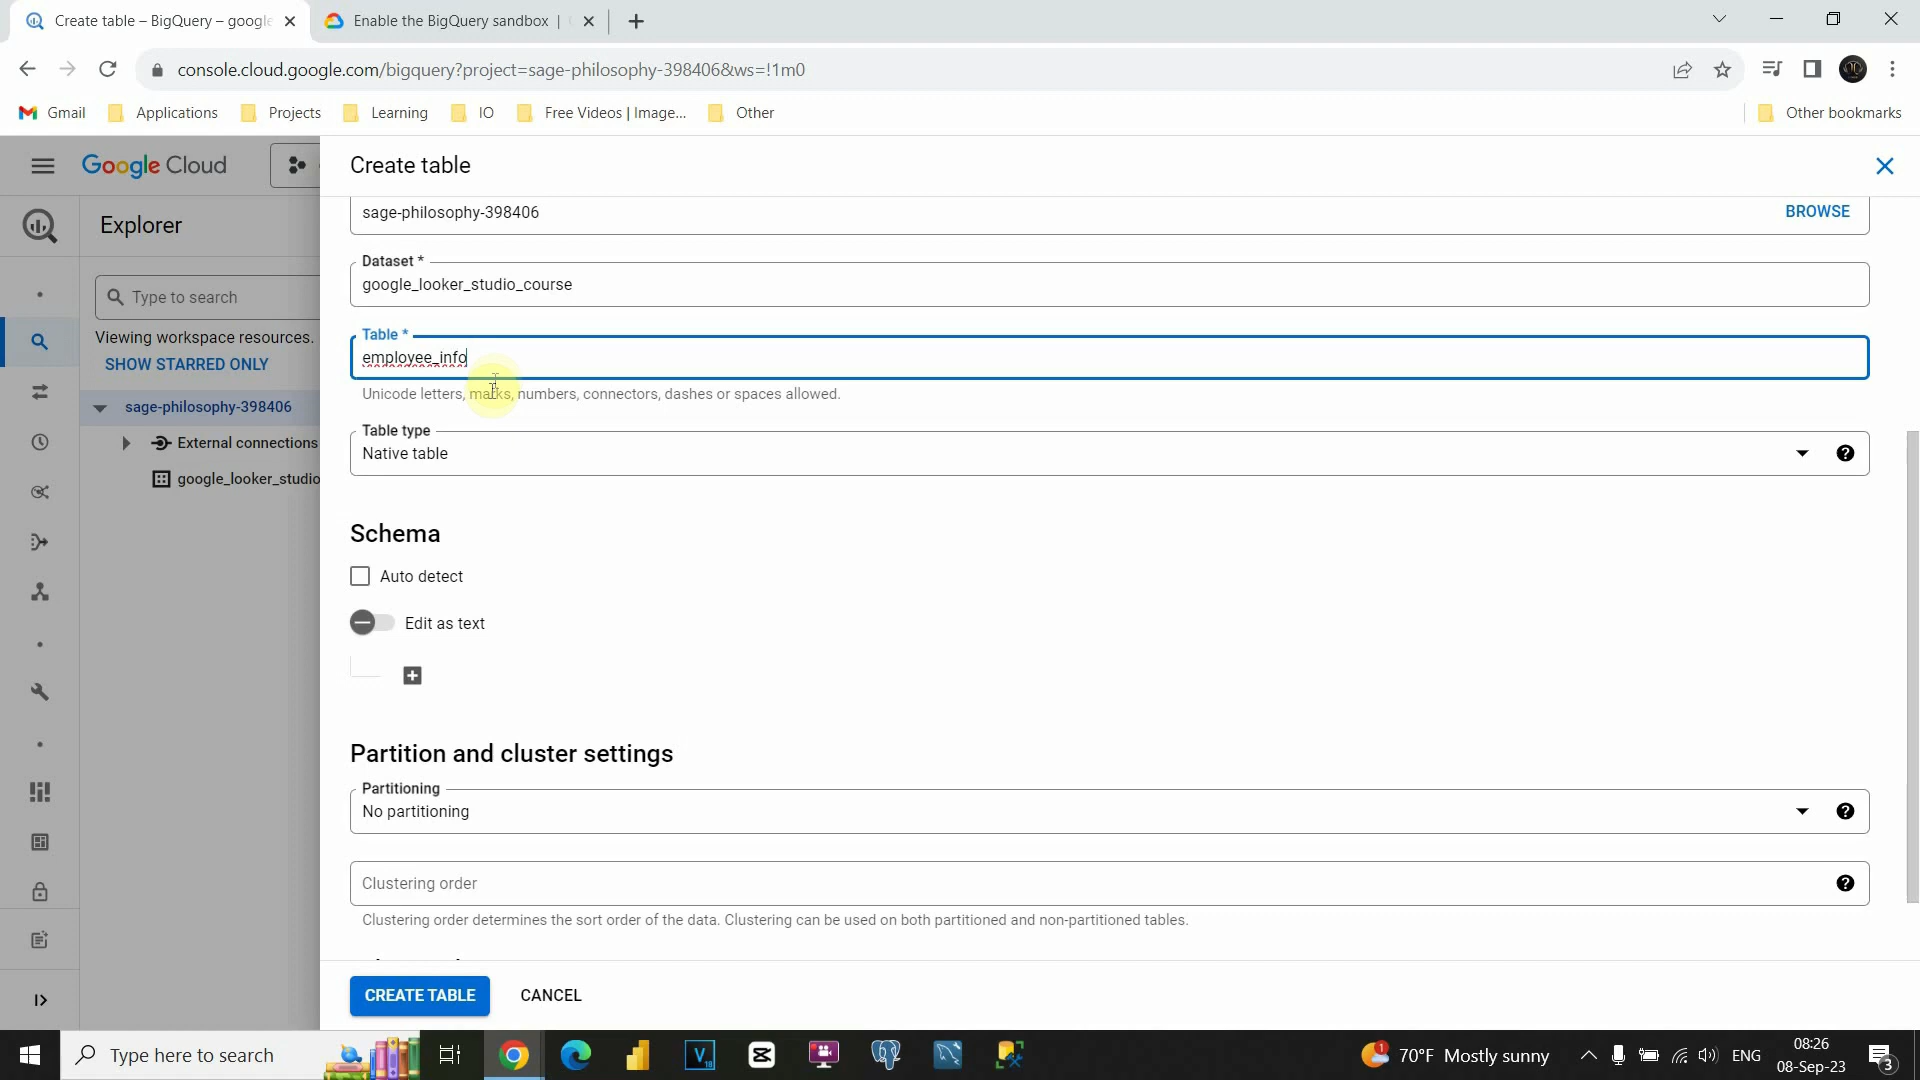 Create table – BigQuery – google
Enable the BigQuery sandbox |
console.cloud.google.com/bigquery?project=sage-philosophy-398406&ws=!1m0
Gmail
Applications
Projects
Learning
IO
Free Videos | Image...
Other
Other bookmarks
Google Cloud
Create table
Explorer
sage-philosophy-398406
BROWSE
Dataset *
google_looker_studio_course
Type to search
Viewing workspace resources.
SHOW STARRED ONLY
Table *
employee_info
Unicode letters, marks, numbers, connectors, dashes or spaces allowed.
sage-philosophy-398406
External connections
google_looker_studio
Table type
Native table
Schema
Auto detect
Edit as text
Partition and cluster settings
Partitioning
No partitioning
Clustering order
Clustering order determines the sort order of the data. Clustering can be used on both partitioned and non-partitioned tables.
CREATE TABLE
CANCEL
Type here to search
70°F Mostly sunny
ENG
08:26
08-Sep-23
3